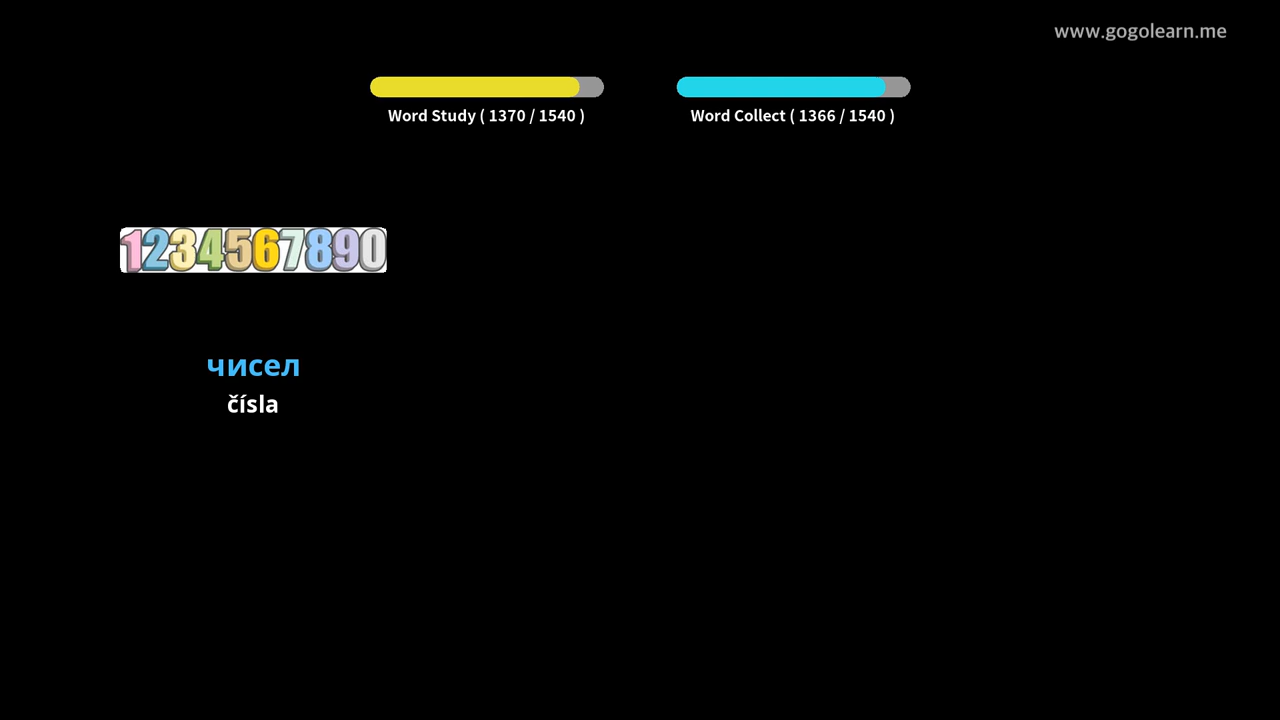 www.gogolearn.me
Word Study ( 1370 / 1540 )
Word Collect ( 1366 / 1540 )
1234567890
чисел
čísla